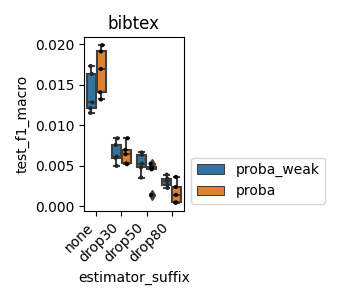 bibtex
test_f1_macro
0.020
0.015
0.010
0.005
0.000
none
drop30
drop50
drop80
estimator_suffix
proba_weak
proba